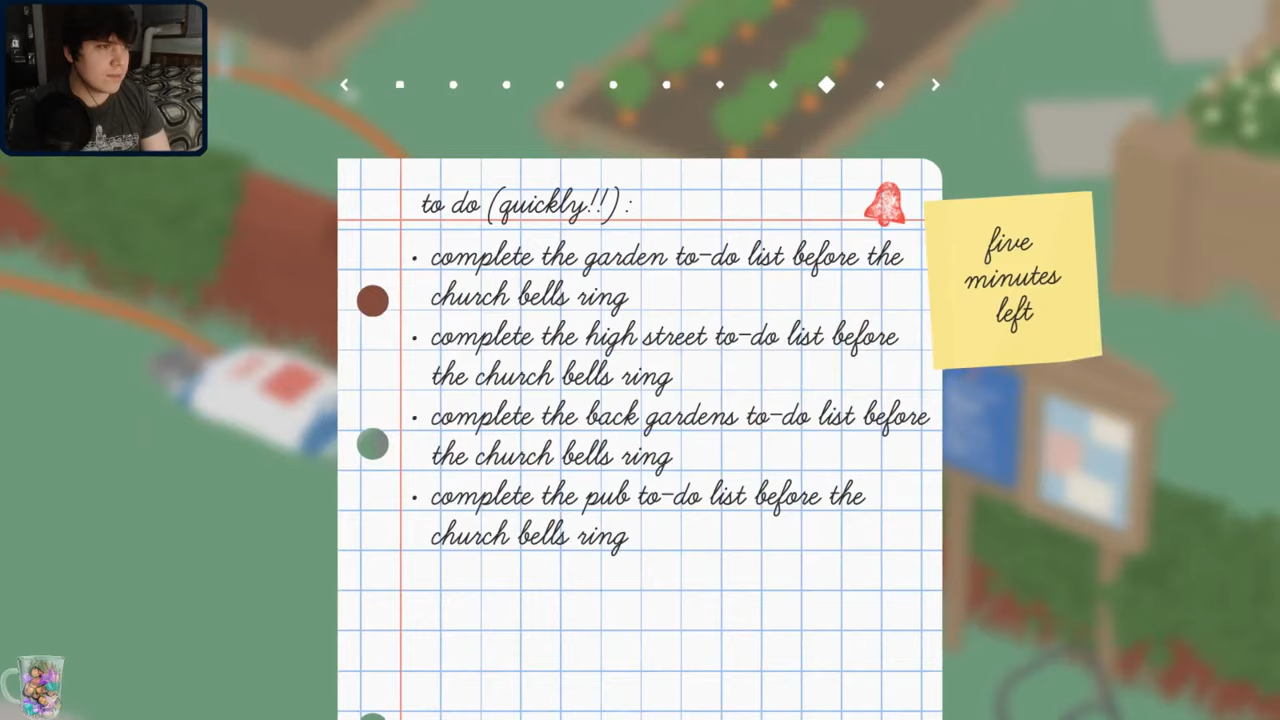 to do (quickly!!) :
• complete the garden to-do list before the
church bells ring
• complete the high street to-do list before
the church bells ring
• complete the back gardens to-do list before
the church bells ring
• complete the pub to-do list before the
church bells ring
five
minutes
left